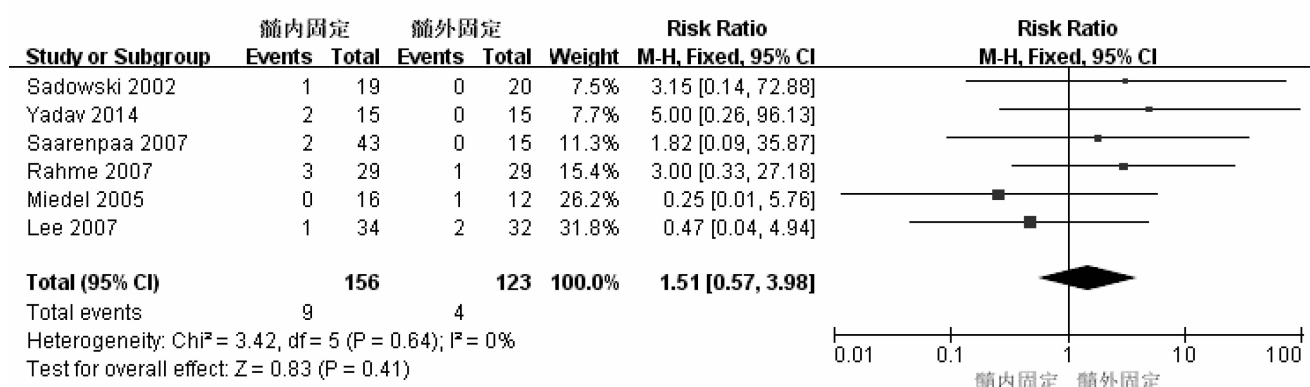 髓内固定 髓外固定 Risk Ratio Risk Ratio
Study or Subgroup Events Total Events Total Weight M-H, Fixed, 95% CI M-H, Fixed, 95% CI
Sadowski 2002 1 19 0 20 7.5% 3.15 [0.14, 72.88]
Yadav 2014 2 15 0 15 7.7% 5.00 [0.26, 96.13]
Saarenpaa 2007 2 43 0 15 11.3% 1.82 [0.09, 35.87]
Rahme 2007 3 29 1 29 15.4% 3.00 [0.33, 27.18]
Miedel 2005 0 16 1 12 26.2% 0.25 [0.01, 5.76]
Lee 2007 1 34 2 32 31.8% 0.47 [0.04, 4.94]
Total (95% CI) 156 123 100.0% 1.51 [0.57, 3.98]
Total events 9 4
Heterogeneity: Chi² = 3.42, df = 5 (P = 0.64); I² = 0%
Test for overall effect: Z = 0.83 (P = 0.41)
0.01 0.1 1 10 100
髓内固定 髓外固定